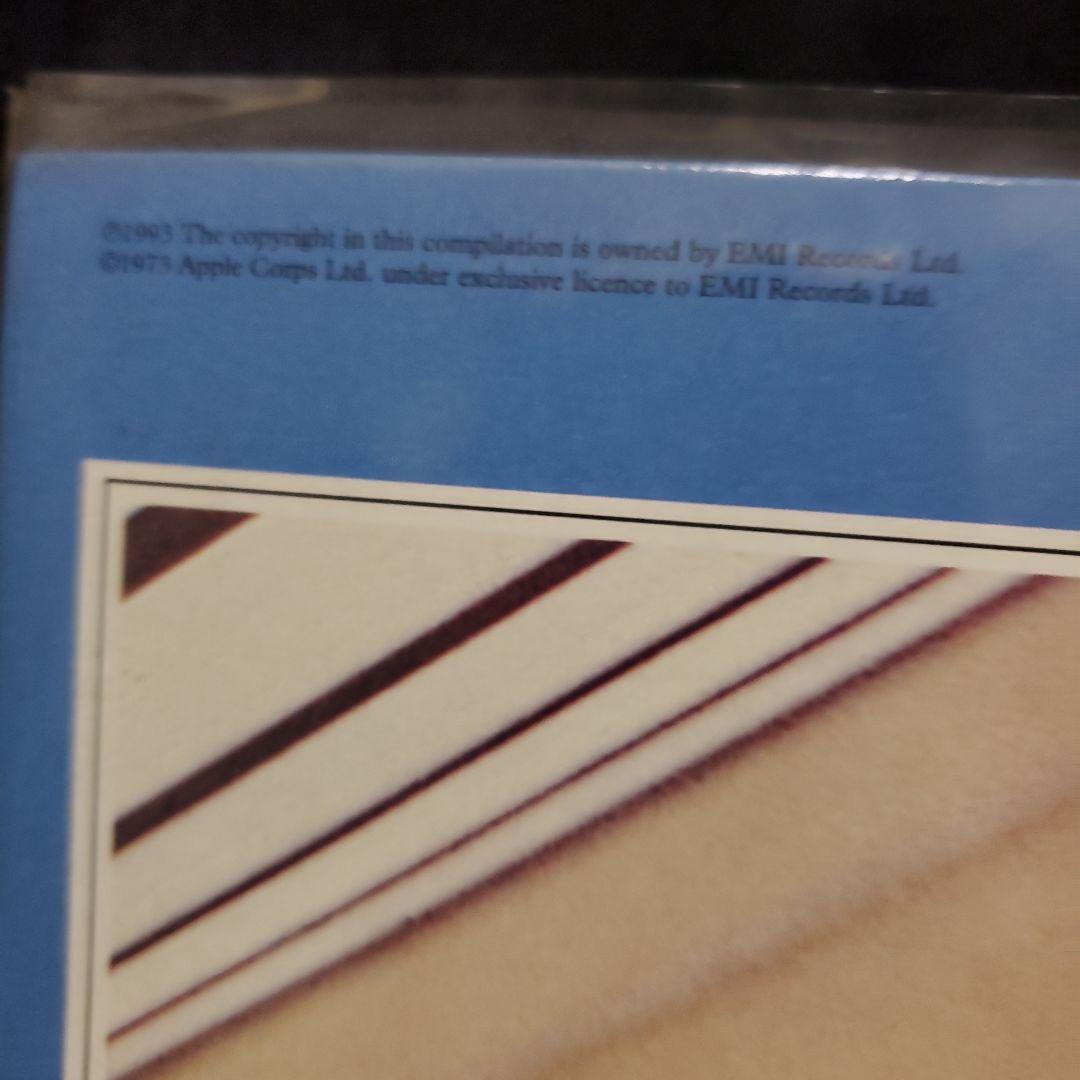 ℗1993 The copyright in this compilation is owned by EMI Records Ltd.
©1973 Apple Corps Ltd. under exclusive licence to EMI Records Ltd.